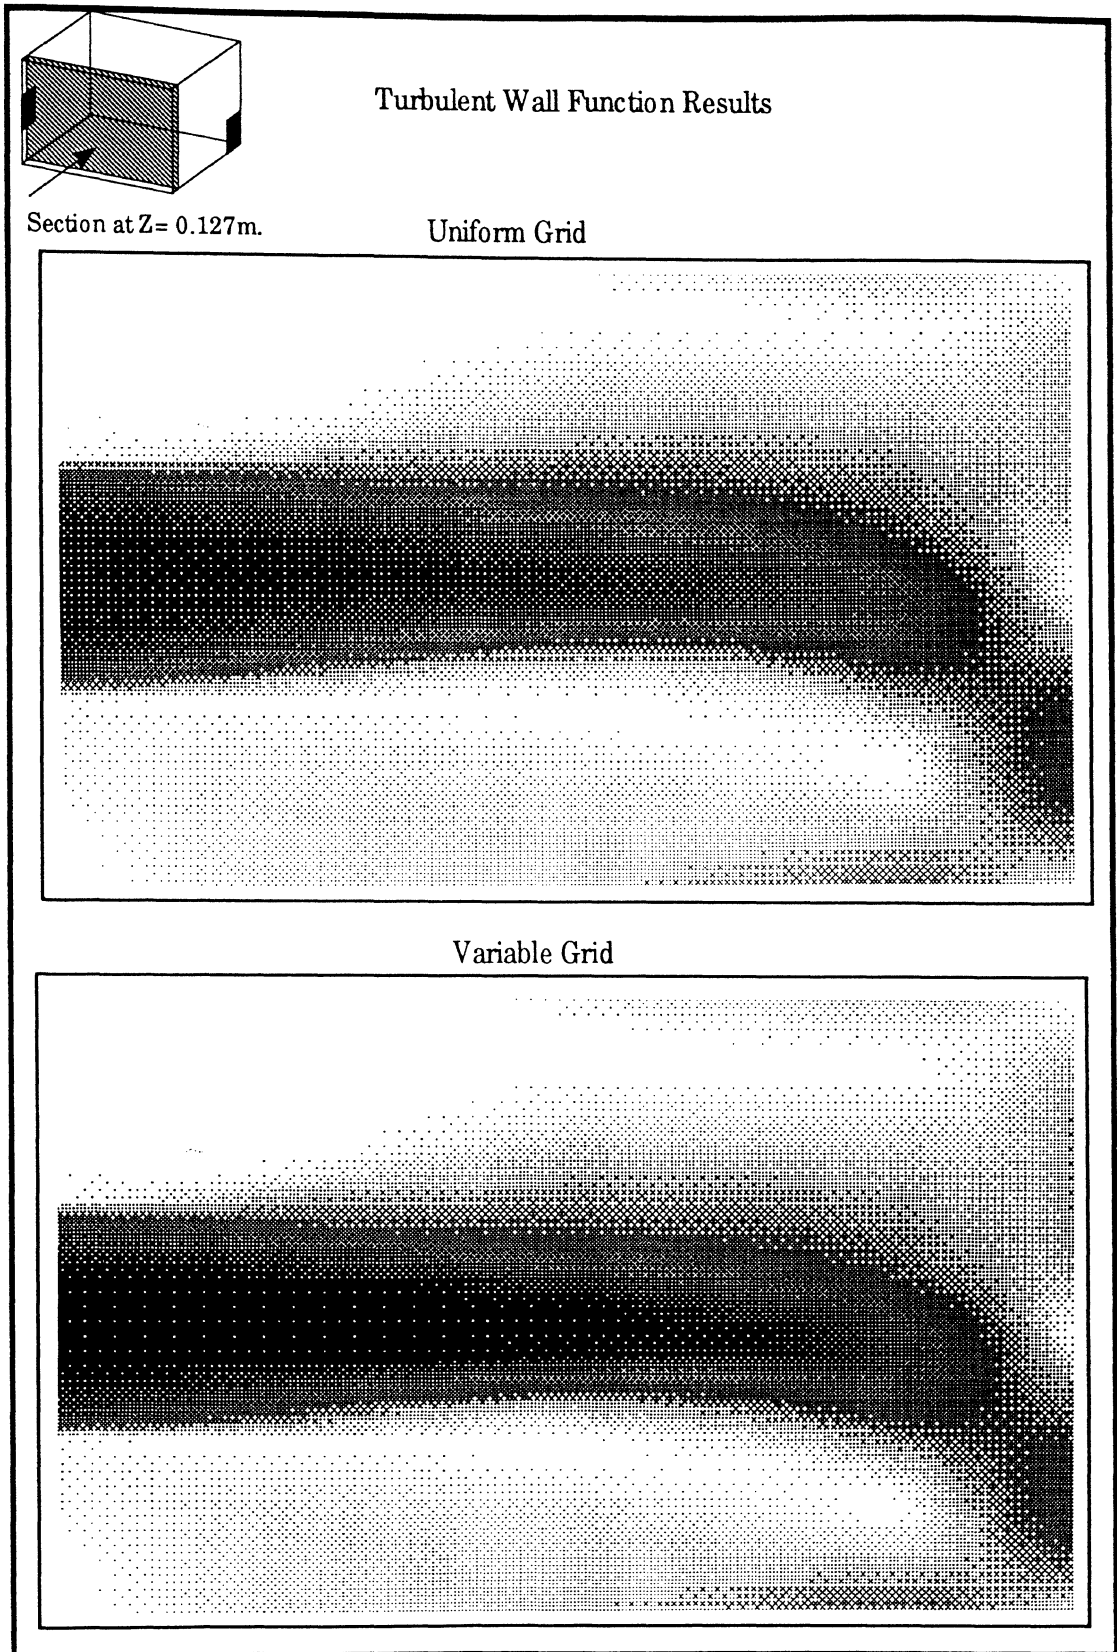 Turbulent Wall Function Results
Section at Z= 0.127m.
Uniform Grid
Variable Grid